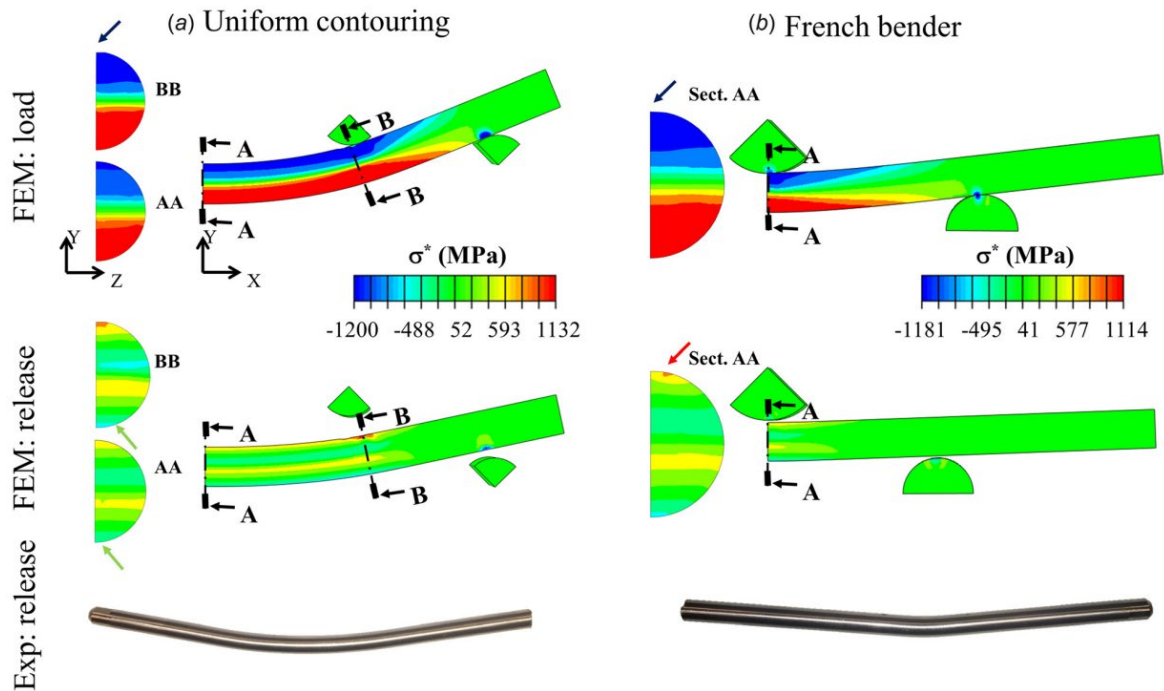 (a) Uniform contouring
(b) French bender
FEM: load
BB
AA
Y
Z
A
A
B
B
Y
X
σ* (MPa)
-1200 -488 52 593 1132
Sect. AA
A
A
σ* (MPa)
-1181 -495 41 577 1114
FEM: release
BB
AA
A
A
B
B
Sect. AA
A
A
Exp: release